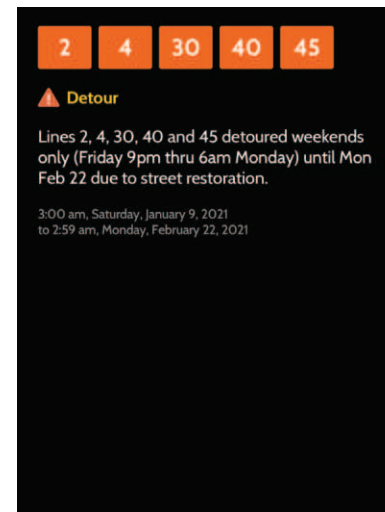 2 4 30 40 45
Detour
Lines 2, 4, 30, 40 and 45 detoured weekends
only (Friday 9pm thru 6am Monday) until Mon
Feb 22 due to street restoration.
3:00 am, Saturday, January 9, 2021
to 2:59 am, Monday, February 22, 2021